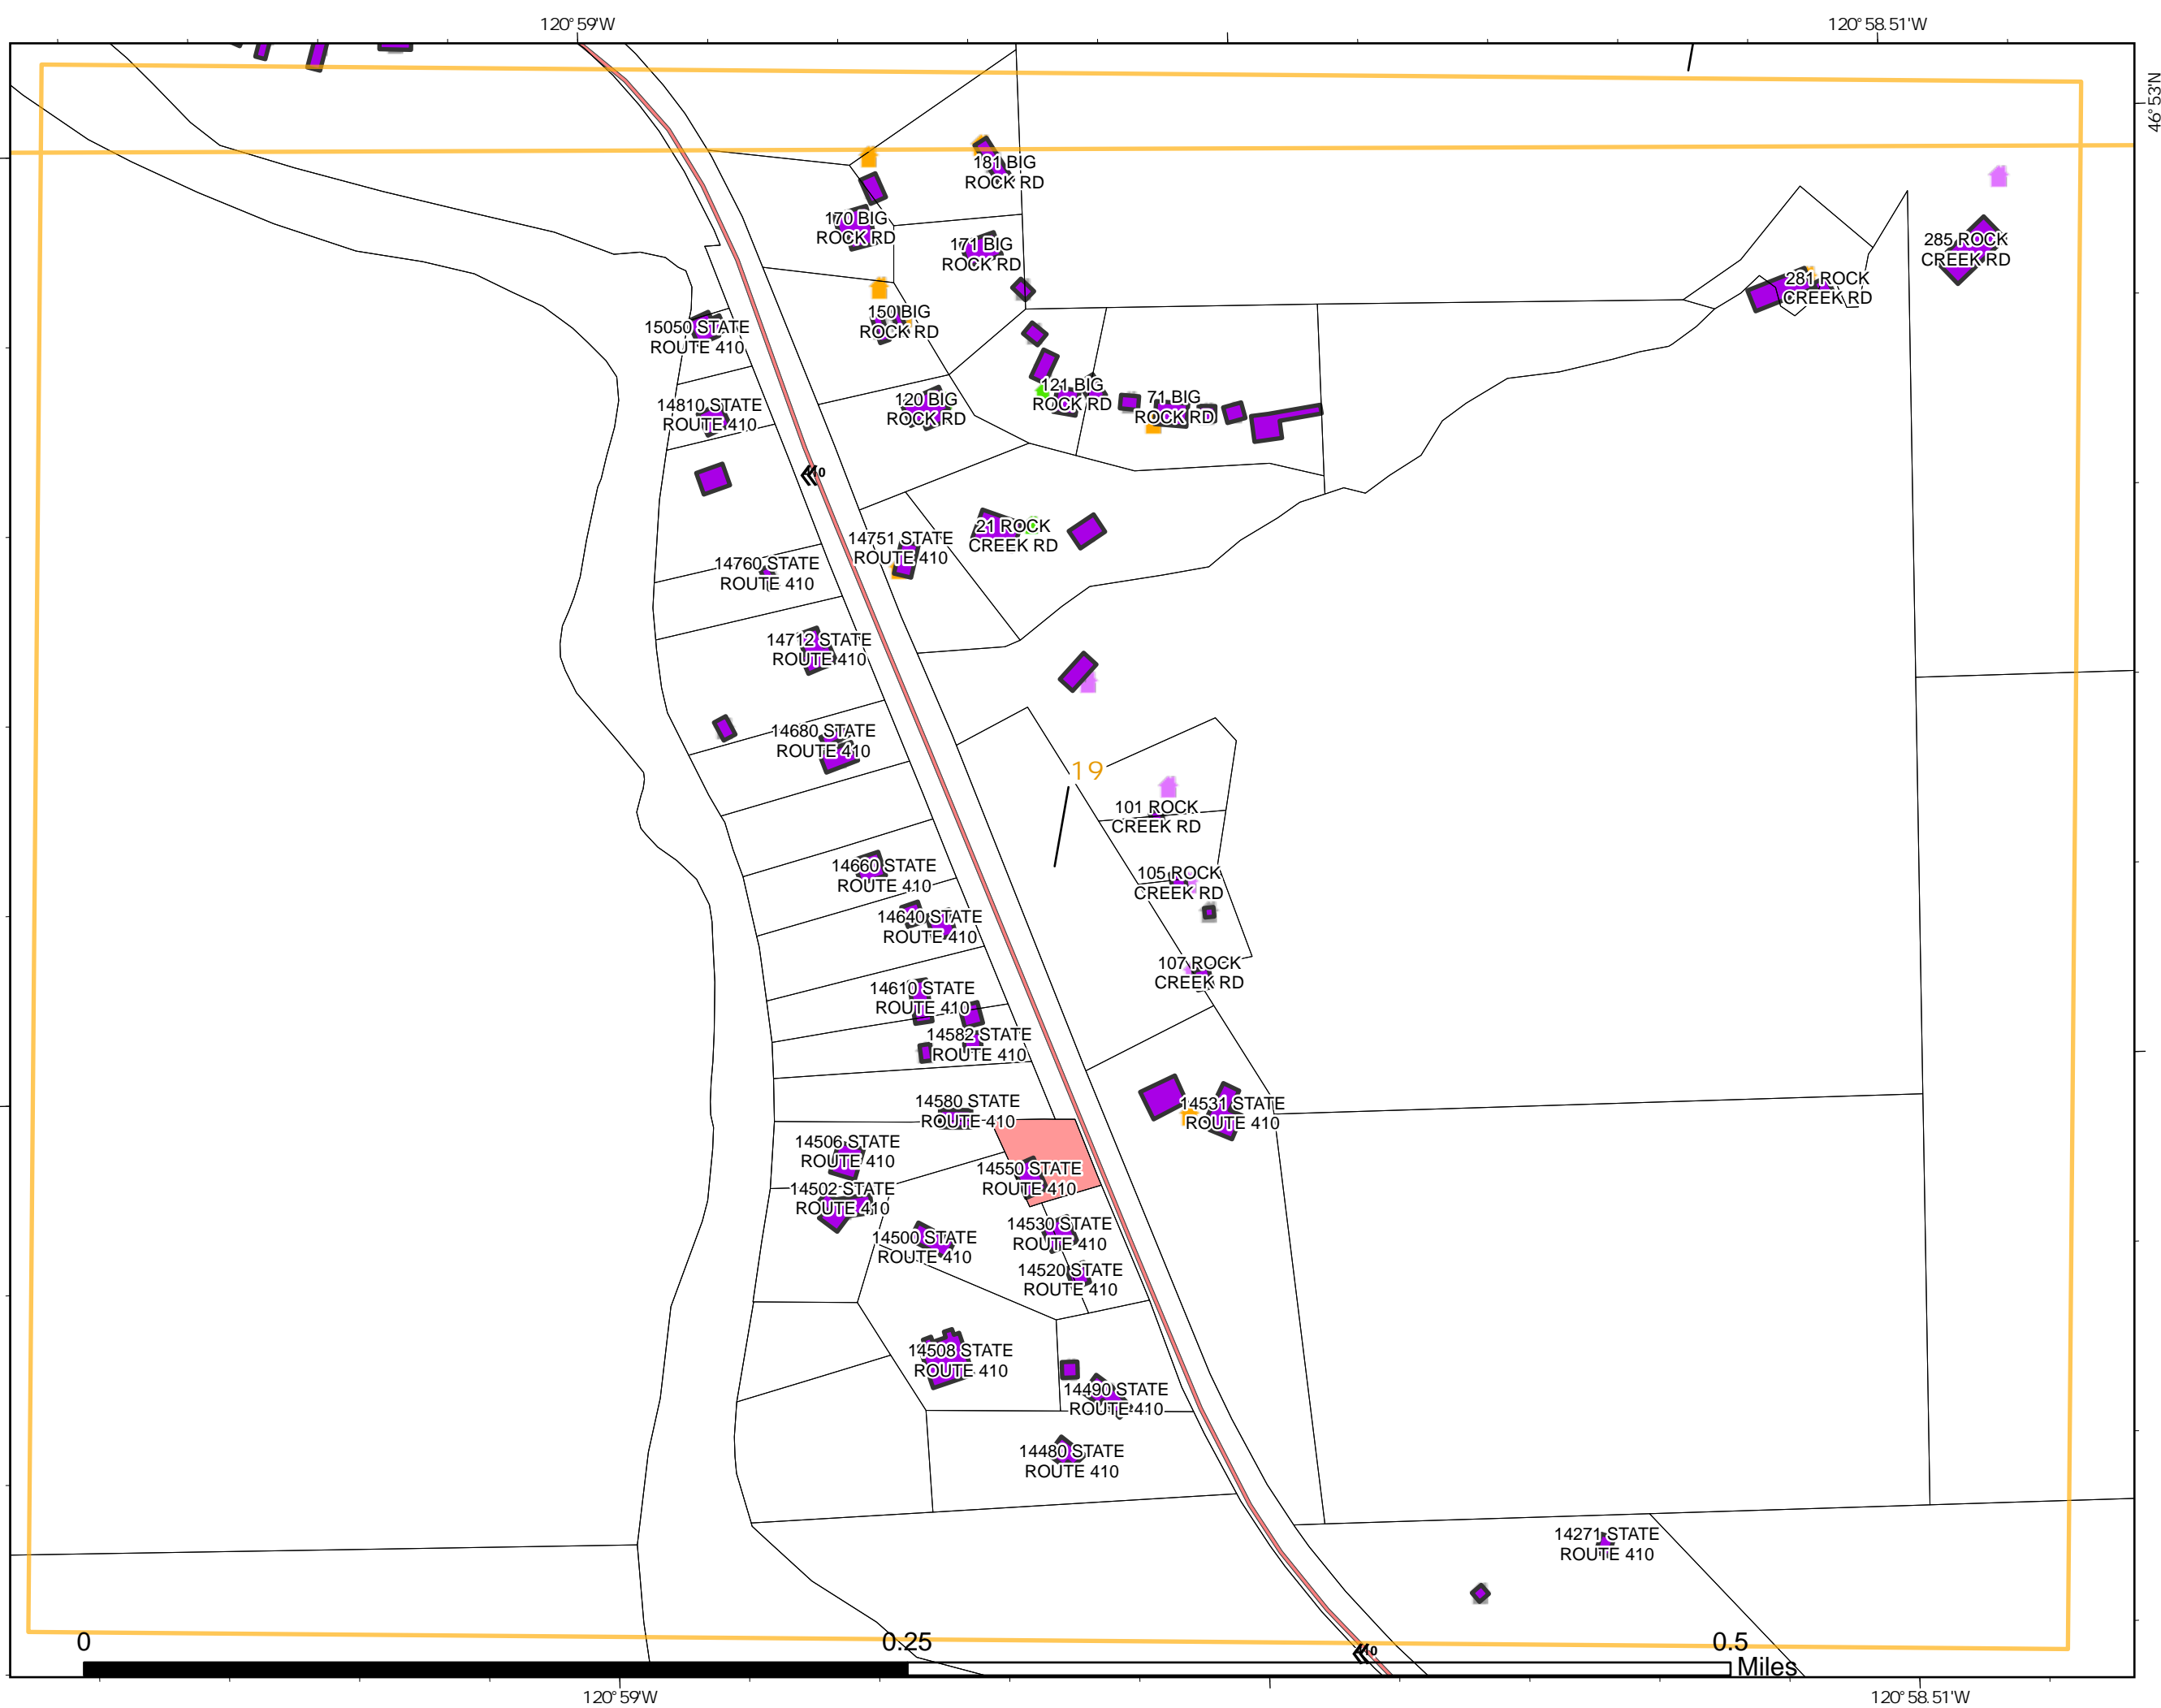 120°59'W
120°58.51'W
46°53'N
181 BIG
ROCK RD
170 BIG
ROCK RD
171 BIG
ROCK RD
285 ROCK
CREEK RD
281 ROCK
CREEK RD
150 BIG
ROCK RD
15050 STATE
ROUTE 410
121 BIG
ROCK RD
71 BIG
ROCK RD
120 BIG
ROCK RD
14810 STATE
ROUTE 410
21 ROCK
CREEK RD
14751 STATE
ROUTE 410
14760 STATE
ROUTE 410
14712 STATE
ROUTE 410
14680 STATE
ROUTE 410
19
101 ROCK
CREEK RD
14660 STATE
ROUTE 410
105 ROCK
CREEK RD
14640 STATE
ROUTE 410
107 ROCK
CREEK RD
14610 STATE
ROUTE 410
14582 STATE
ROUTE 410
14580 STATE
ROUTE 410
14531 STATE
ROUTE 410
14506 STATE
ROUTE 410
14550 STATE
ROUTE 410
14502 STATE
ROUTE 410
14530 STATE
ROUTE 410
14500 STATE
ROUTE 410
14520 STATE
ROUTE 410
14508 STATE
ROUTE 410
14490 STATE
ROUTE 410
14480 STATE
ROUTE 410
14271 STATE
ROUTE 410
0
0.25
0.5
Miles
120°59'W
120°58.51'W